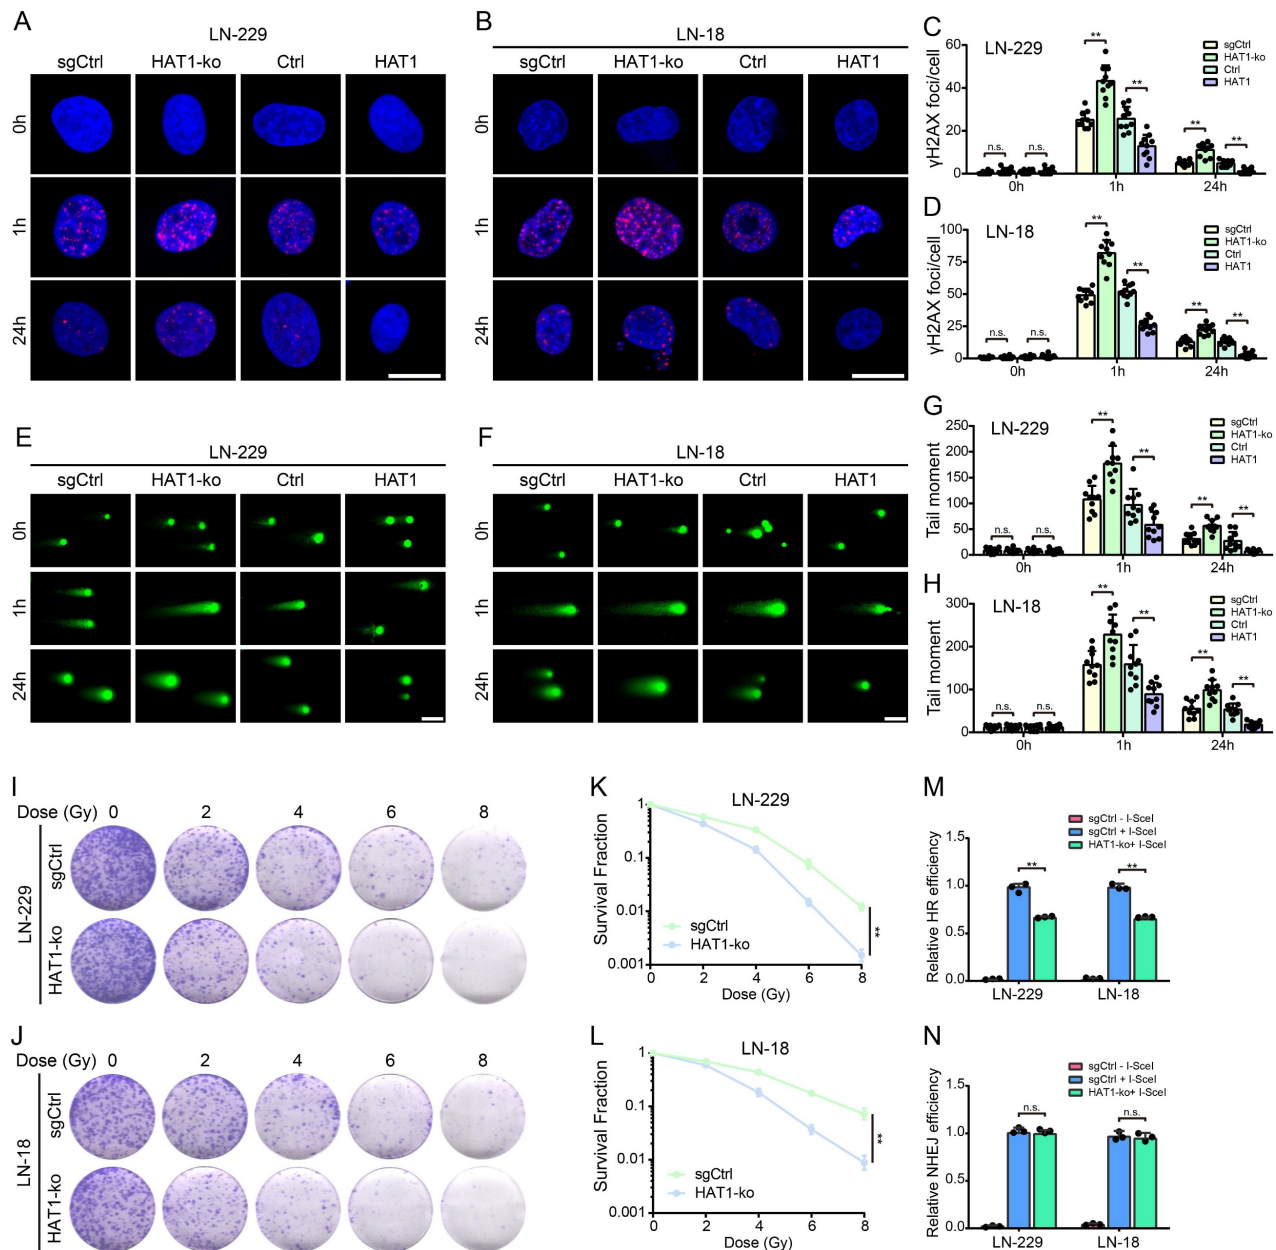 A
LN-229
sgCtrl HAT1-ko Ctrl HAT1
0h
1h
24h
B
LN-18
sgCtrl HAT1-ko Ctrl HAT1
0h
1h
24h
C
LN-229
γH2AX foci/cell
60
40
20
0
n.s. n.s. ** ** ** **
0h 1h 24h
sgCtrl
HAT1-ko
Ctrl
HAT1
D
LN-18
γH2AX foci/cell
100
75
50
25
0
n.s. n.s. ** ** ** **
0h 1h 24h
sgCtrl
HAT1-ko
Ctrl
HAT1
E
LN-229
sgCtrl HAT1-ko Ctrl HAT1
0h
1h
24h
F
LN-18
sgCtrl HAT1-ko Ctrl HAT1
0h
1h
24h
G
LN-229
Tail moment
250
200
150
100
50
0
n.s. n.s. ** ** ** **
0h 1h 24h
sgCtrl
HAT1-ko
Ctrl
HAT1
H
LN-18
Tail moment
300
200
100
0
n.s. n.s. ** ** ** **
0h 1h 24h
sgCtrl
HAT1-ko
Ctrl
HAT1
I
Dose (Gy) 0 2 4 6 8
LN-229
sgCtrl
HAT1-ko
J
Dose (Gy) 0 2 4 6 8
LN-18
sgCtrl
HAT1-ko
K
LN-229
Survival Fraction
1
0.1
0.01
0.001
sgCtrl
HAT1-ko
**
0 2 4 6 8
Dose (Gy)
L
LN-18
Survival Fraction
1
0.1
0.01
0.001
sgCtrl
HAT1-ko
**
0 2 4 6 8
Dose (Gy)
M
sgCtrl - I-SceI
sgCtrl + I-SceI
HAT1-ko+ I-SceI
Relative HR efficiency
1.5
1.0
0.5
0.0
** **
LN-229 LN-18
N
sgCtrl - I-SceI
sgCtrl + I-SceI
HAT1-ko+ I-SceI
Relative NHEJ efficiency
1.5
1.0
0.5
0.0
n.s. n.s.
LN-229 LN-18